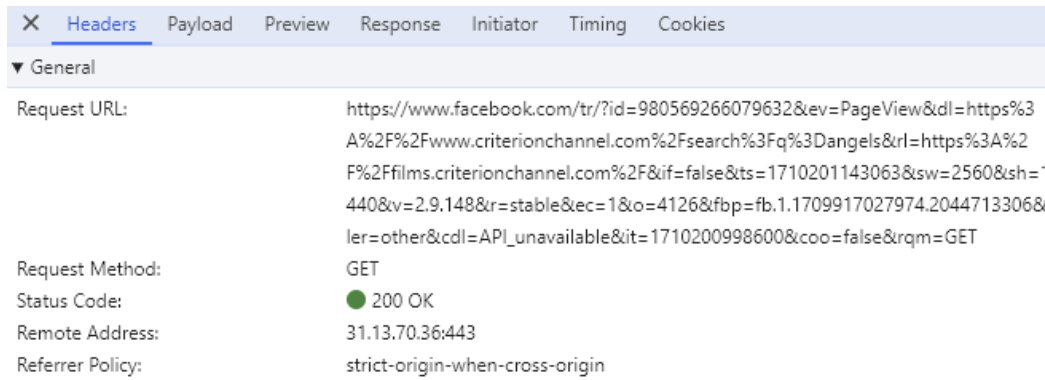 Headers Payload Preview Response Initiator Timing Cookies
General
Request URL: https://www.facebook.com/tr/?id=980569266079632&ev=PageView&dl=https%3
A%2F%2Fwww.criterionchannel.com%2Fsearch%3Fq%3Dangels&rl=https%3A%2
F%2Ffilms.criterionchannel.com%2F&if=false&ts=1710201143063&sw=2560&sh=1
440&v=2.9.148&r=stable&ec=1&o=4126&fbp=fb.1.1709917027974.2044713306&
ler=other&cdl=API_unavailable&it=1710200998600&coo=false&rqm=GET
Request Method: GET
Status Code: 200 OK
Remote Address: 31.13.70.36:443
Referrer Policy: strict-origin-when-cross-origin